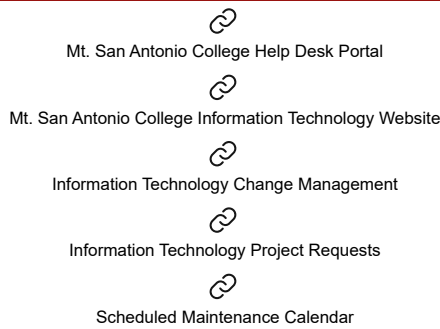 Mt. San Antonio College Help Desk Portal
Mt. San Antonio College Information Technology Website
Information Technology Change Management
Information Technology Project Requests
Scheduled Maintenance Calendar